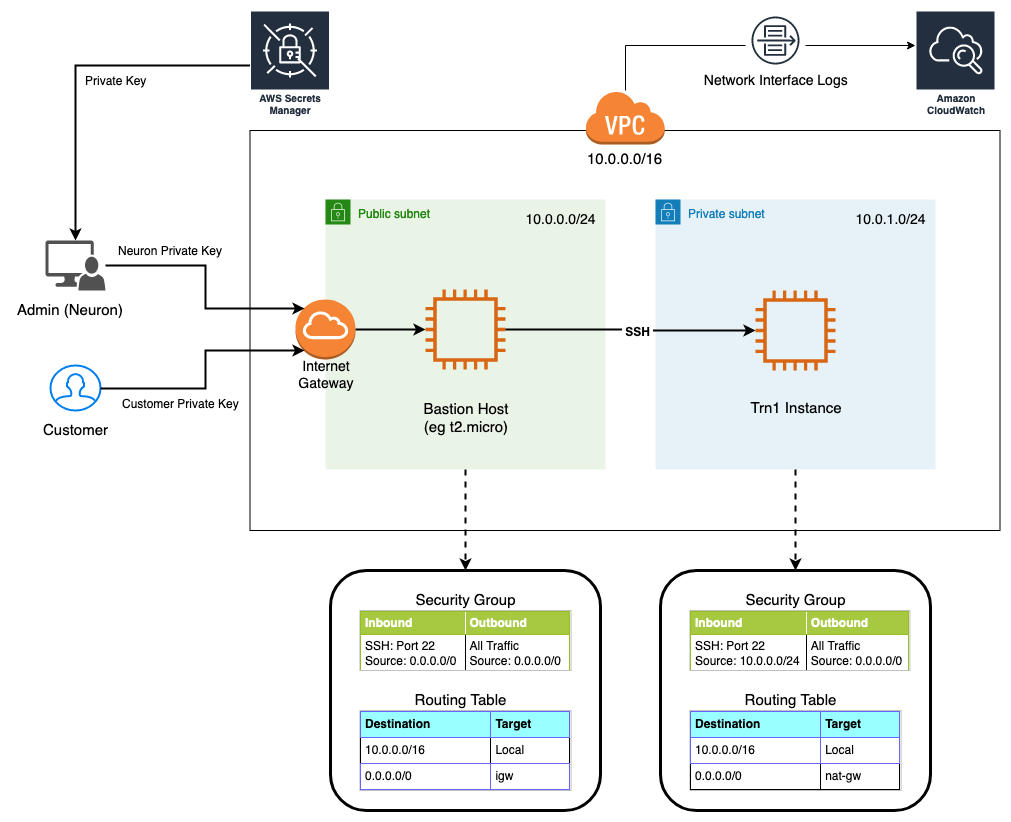 Private Key
AWS Secrets
Manager
Network Interface Logs
Amazon
CloudWatch
VPC
10.0.0.0/16
Public subnet
10.0.0.0/24
Private subnet
10.0.1.0/24
Neuron Private Key
Admin (Neuron)
Internet
Gateway
SSH
Customer Private Key
Customer
Bastion Host
(eg t2.micro)
Trn1 Instance
Security Group
Inbound Outbound
SSH: Port 22 All Traffic
Source: 0.0.0.0/0 Source: 0.0.0.0/0
Routing Table
Destination Target
10.0.0.0/16 Local
0.0.0.0/0 igw
Security Group
Inbound Outbound
SSH: Port 22 All Traffic
Source: 10.0.0.0/24 Source: 0.0.0.0/0
Routing Table
Destination Target
10.0.0.0/16 Local
0.0.0.0/0 nat-gw